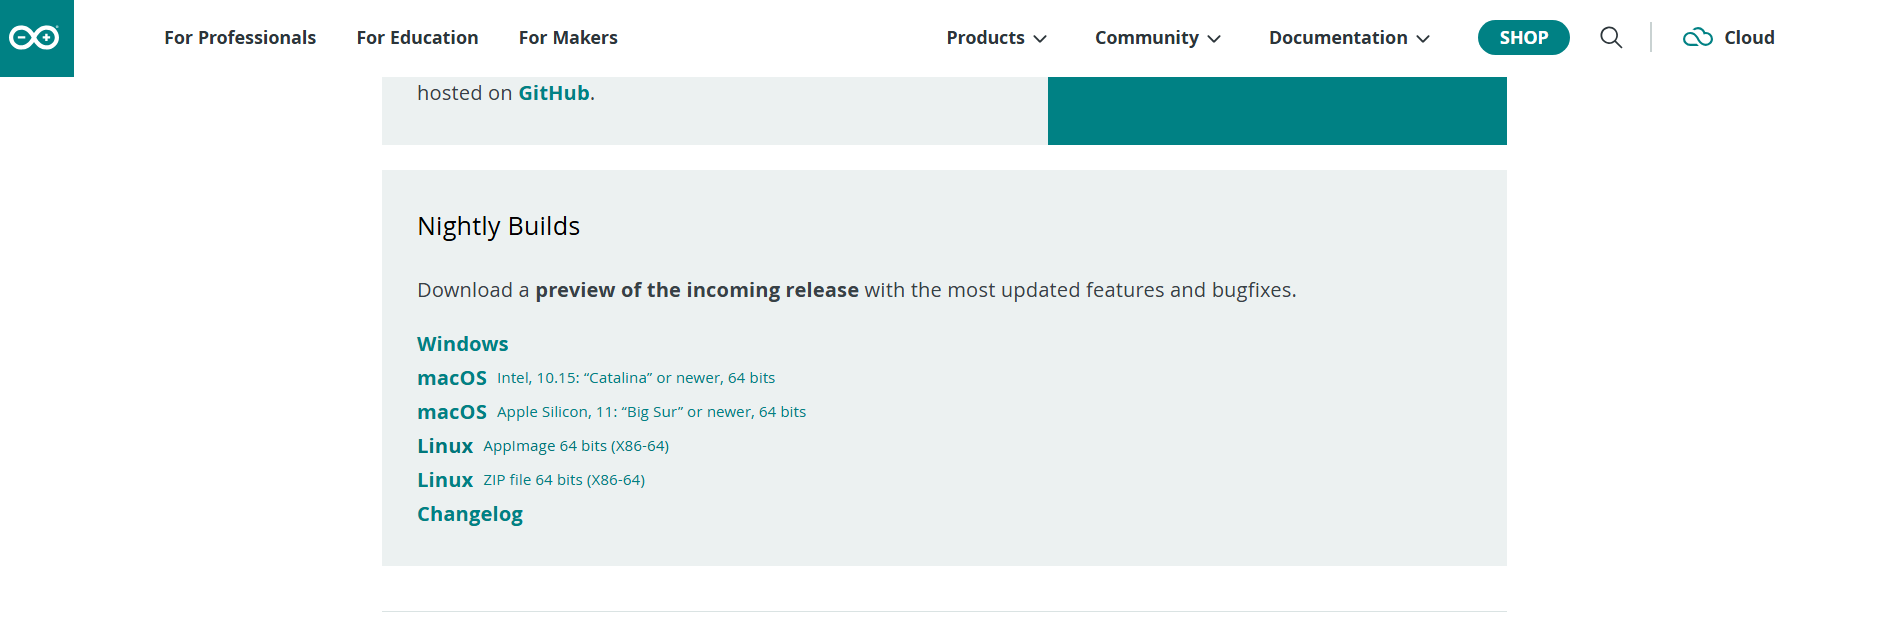 For Professionals For Education For Makers Products Community Documentation SHOP Cloud
hosted on GitHub.
Nightly Builds
Download a preview of the incoming release with the most updated features and bugfixes.
Windows
macOS Intel, 10.15: “Catalina” or newer, 64 bits
macOS Apple Silicon, 11: “Big Sur” or newer, 64 bits
Linux AppImage 64 bits (X86-64)
Linux ZIP file 64 bits (X86-64)
Changelog